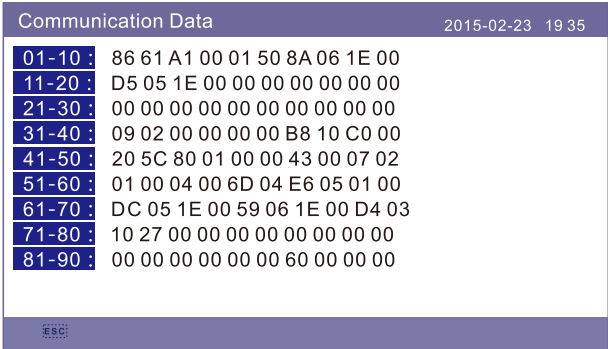 Communication Data 2015-02-23 19 35
01-10 : 86 61 A1 00 01 50 8A 06 1E 00
11-20 : D5 05 1E 00 00 00 00 00 00 00
21-30 : 00 00 00 00 00 00 00 00 00 00
31-40 : 09 02 00 00 00 00 B8 10 C0 00
41-50 : 20 5C 80 01 00 00 43 00 07 02
51-60 : 01 00 04 00 6D 04 E6 05 01 00
61-70 : DC 05 1E 00 59 06 1E 00 D4 03
71-80 : 10 27 00 00 00 00 00 00 00 00
81-90 : 00 00 00 00 00 00 60 00 00 00
ESC